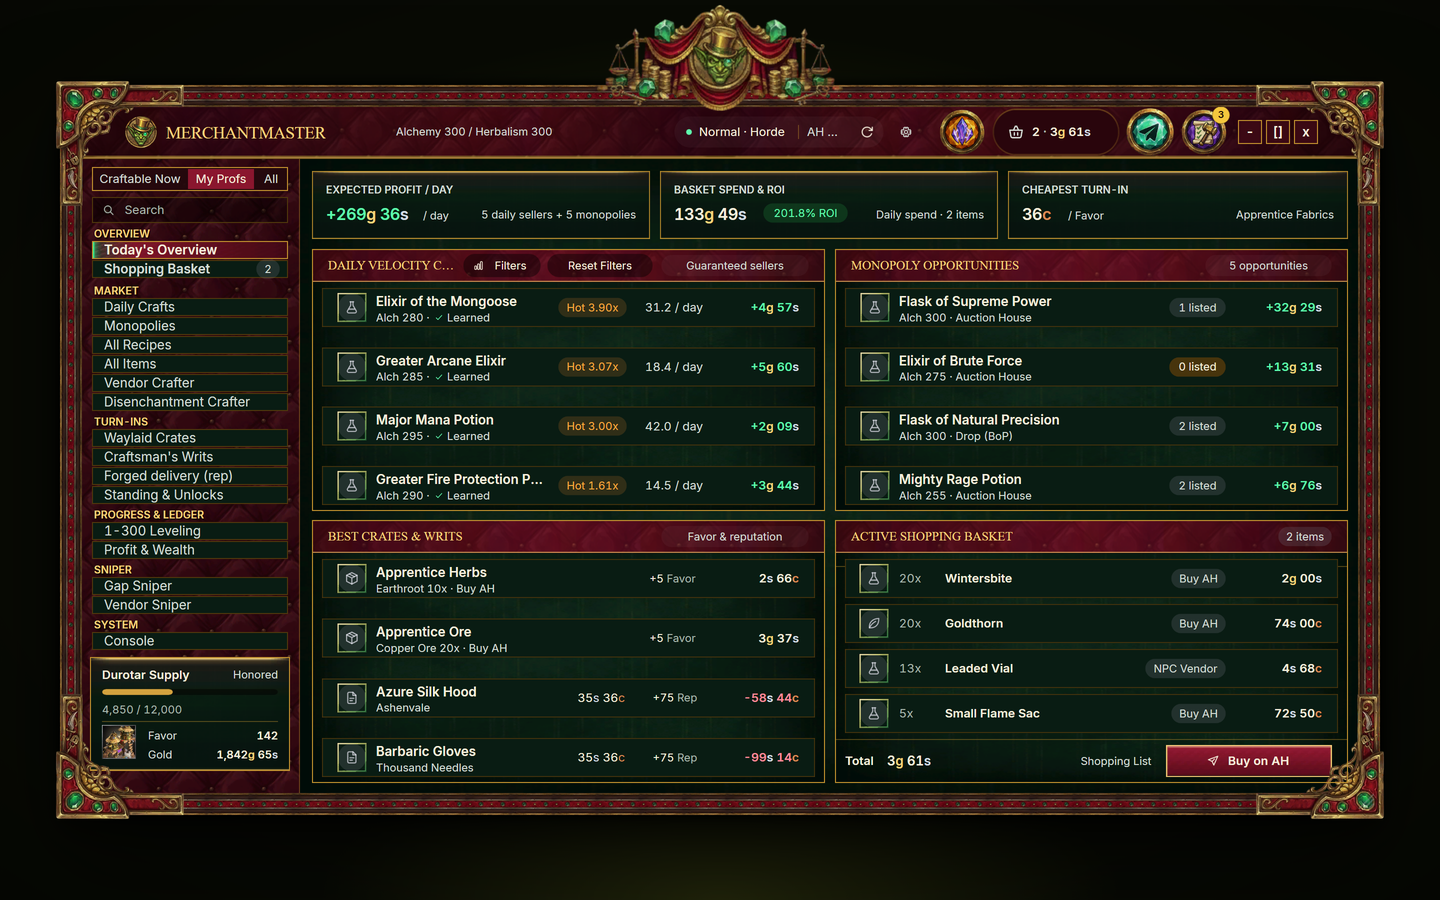 MERCHANTMASTER
Alchemy 300 / Herbalism 300
Normal · Horde
AH ...
2 · 3g 61s
3
-
[]
x
Craftable Now
My Profs
All
Search
OVERVIEW
Today's Overview
Shopping Basket
2
MARKET
Daily Crafts
Monopolies
All Recipes
All Items
Vendor Crafter
Disenchantment Crafter
TURN-INS
Waylaid Crates
Craftsman's Writs
Forged delivery (rep)
Standing & Unlocks
PROGRESS & LEDGER
1-300 Leveling
Profit & Wealth
SNIPER
Gap Sniper
Vendor Sniper
SYSTEM
Console
Durotar Supply
Honored
4,850 / 12,000
Favor
142
Gold
1,842g 65s
EXPECTED PROFIT / DAY
+269g 36s
/ day
5 daily sellers + 5 monopolies
BASKET SPEND & ROI
133g 49s
201.8% ROI
Daily spend · 2 items
CHEAPEST TURN-IN
36c
/ Favor
Apprentice Fabrics
DAILY VELOCITY C...
Filters
Reset Filters
Guaranteed sellers
Elixir of the Mongoose
Alch 280 · ✓ Learned
Hot 3.90x
31.2 / day
+4g 57s
Greater Arcane Elixir
Alch 285 · ✓ Learned
Hot 3.07x
18.4 / day
+5g 60s
Major Mana Potion
Alch 295 · ✓ Learned
Hot 3.00x
42.0 / day
+2g 09s
Greater Fire Protection P...
Alch 290 · ✓ Learned
Hot 1.61x
14.5 / day
+3g 44s
MONOPOLY OPPORTUNITIES
5 opportunities
Flask of Supreme Power
Alch 300 · Auction House
1 listed
+32g 29s
Elixir of Brute Force
Alch 275 · Auction House
0 listed
+13g 31s
Flask of Natural Precision
Alch 300 · Drop (BoP)
2 listed
+7g 00s
Mighty Rage Potion
Alch 255 · Auction House
2 listed
+6g 76s
BEST CRATES & WRITS
Favor & reputation
Apprentice Herbs
Earthroot 10x · Buy AH
+5 Favor
2s 66c
Apprentice Ore
Copper Ore 20x · Buy AH
+5 Favor
3g 37s
Azure Silk Hood
Ashenvale
35s 36c
+75 Rep
-58s 44c
Barbaric Gloves
Thousand Needles
35s 36c
+75 Rep
-99s 14c
ACTIVE SHOPPING BASKET
2 items
20x
Wintersbite
Buy AH
2g 00s
20x
Goldthorn
Buy AH
74s 00c
13x
Leaded Vial
NPC Vendor
4s 68c
5x
Small Flame Sac
Buy AH
72s 50c
Total
3g 61s
Shopping List
Buy on AH